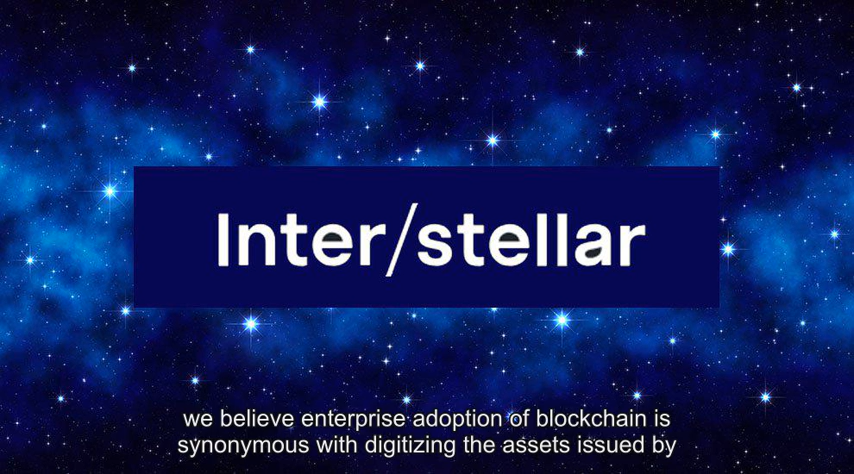 Inter/stellar
we believe enterprise adoption of blockchain is
synonymous with digitizing the assets issued by